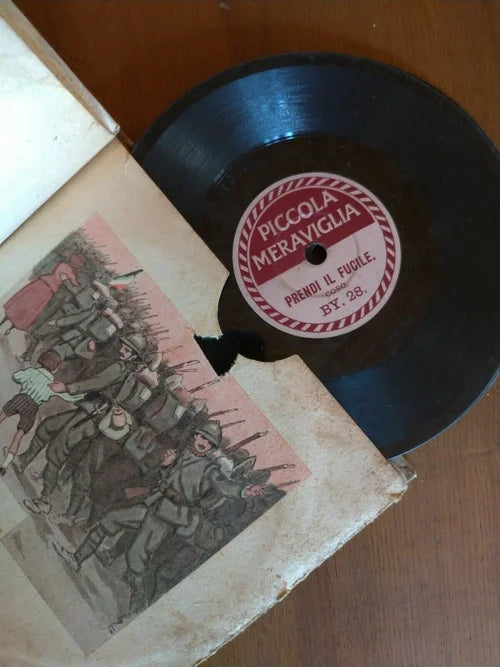 PICCOLA
MERAVIGLIA
PRENDI IL FUCILE.
CORO
BY. 28.